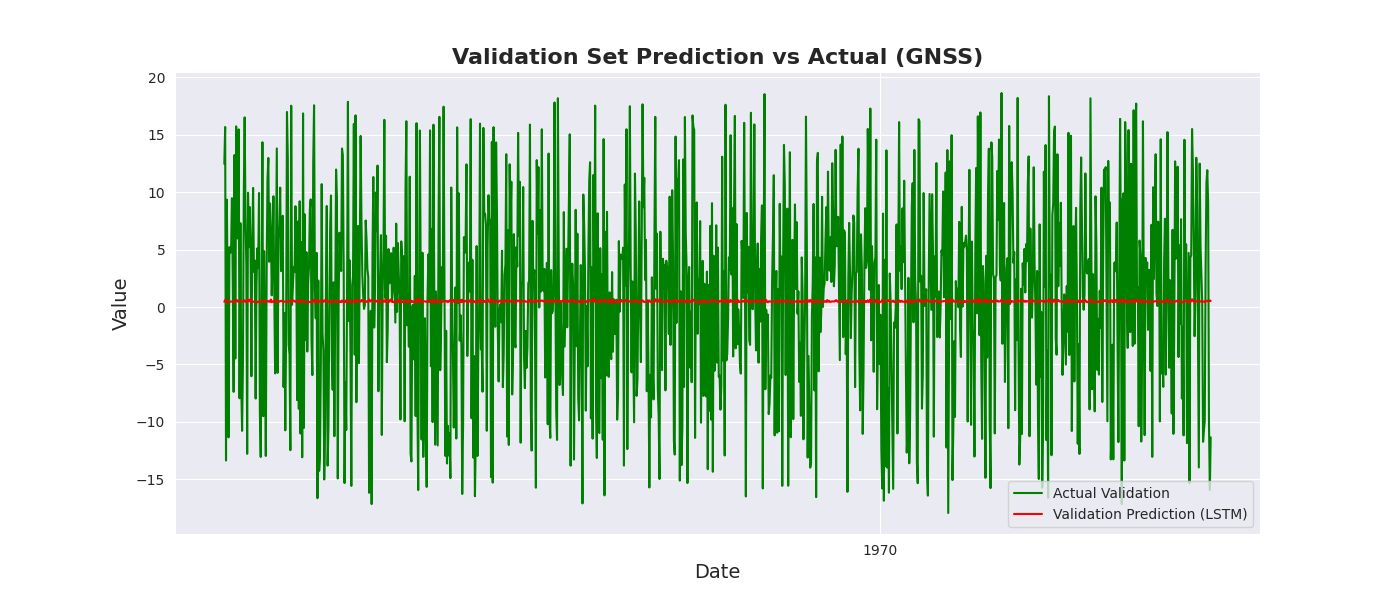 Validation Set Prediction vs Actual (GNSS)
20
15
10
5
0
−5
−10
−15
Value
Actual Validation
Validation Prediction (LSTM)
1970
Date